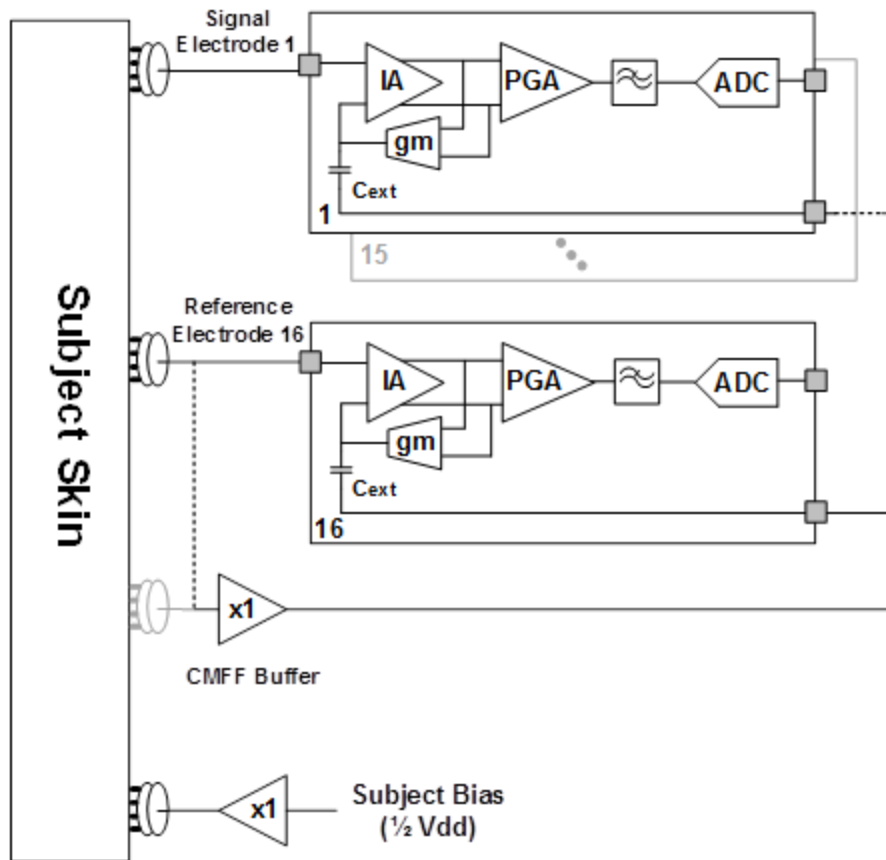 Signal
Electrode 1
IA
PGA
ADC
gm
Cext
1
15
Subject Skin
Reference
Electrode 16
IA
PGA
ADC
gm
Cext
16
x1
CMFF Buffer
x1
Subject Bias
(½ Vdd)